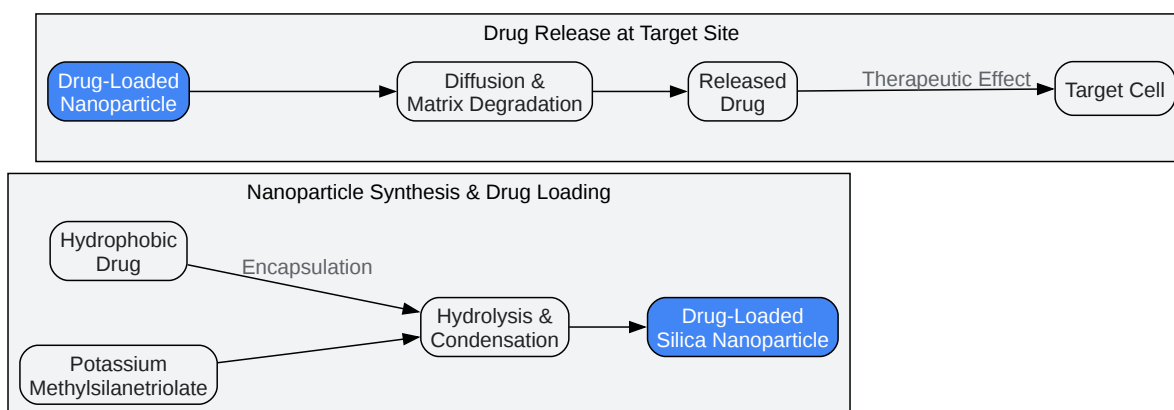 Drug Release at Target Site
Drug-Loaded
Nanoparticle
Diffusion &
Matrix Degradation
Released
Drug
Therapeutic Effect
Target Cell
Nanoparticle Synthesis & Drug Loading
Hydrophobic
Drug
Encapsulation
Potassium
Methylsilanetriolate
Hydrolysis &
Condensation
Drug-Loaded
Silica Nanoparticle